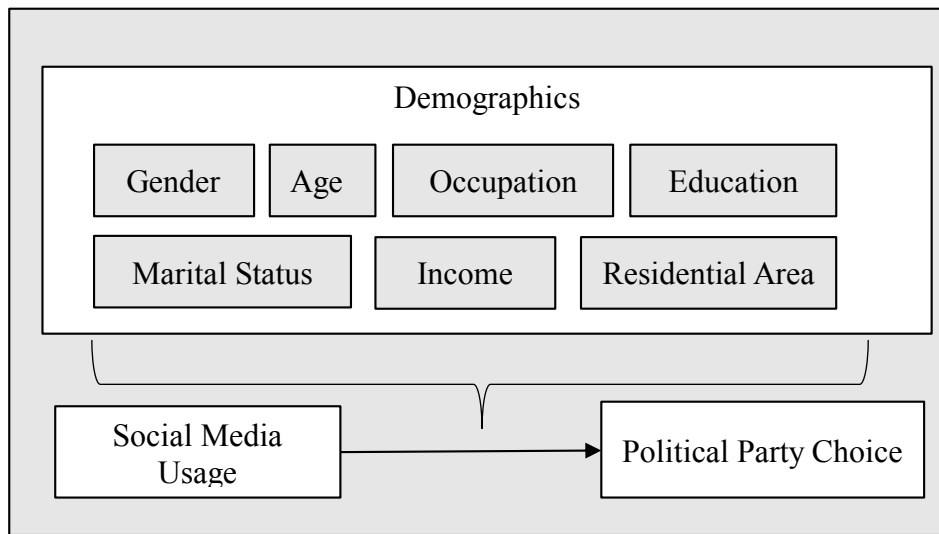 Demographics
Gender Age Occupation Education
Marital Status Income Residential Area
Social Media
Usage
Political Party Choice